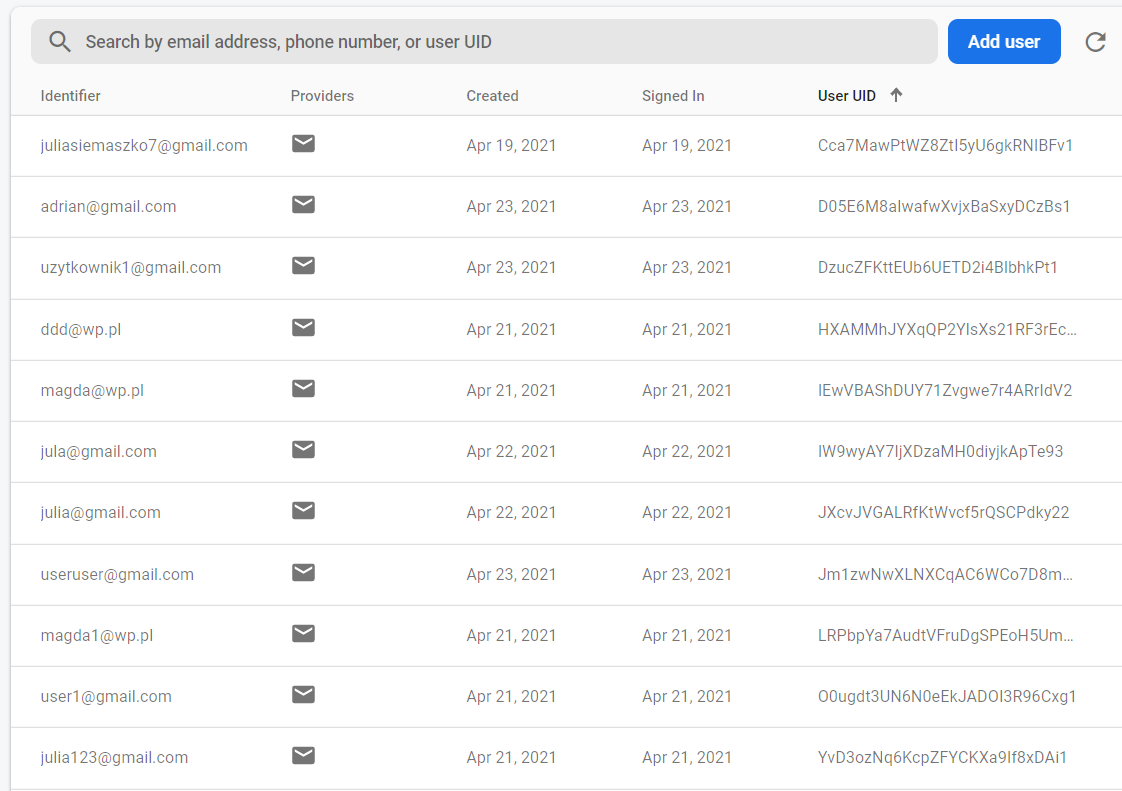 Search by email address, phone number, or user UID Add user
Identifier Providers Created Signed In User UID
juliasiemaszko7@gmail.com Apr 19, 2021 Apr 19, 2021 Cca7MawPtWZ8ZtI5yU6gkRNIBFv1
adrian@gmail.com Apr 23, 2021 Apr 23, 2021 D05E6M8aIwafwXvjxBaSxyDCzBs1
uzytkownik1@gmail.com Apr 23, 2021 Apr 23, 2021 DzucZFKttEUb6UETD2i4BIbhkPt1
ddd@wp.pl Apr 21, 2021 Apr 21, 2021 HXAMMhJYXqQP2YIsXs21RF3rEc...
magda@wp.pl Apr 21, 2021 Apr 21, 2021 IEwVBAShDUY71Zvgwe7r4ARrIdV2
jula@gmail.com Apr 22, 2021 Apr 22, 2021 IW9wyAY7IjXDzaMH0diyjkApTe93
julia@gmail.com Apr 22, 2021 Apr 22, 2021 JXcvJVGALRfKtWvcf5rQSCPdky22
useruser@gmail.com Apr 23, 2021 Apr 23, 2021 Jm1zwNwXLNXCqAC6WCo7D8m...
magda1@wp.pl Apr 21, 2021 Apr 21, 2021 LRPbpYa7AudtVFruDgSPEoH5Um...
user1@gmail.com Apr 21, 2021 Apr 21, 2021 O0ugdt3UN6N0eEkJADOI3R96Cxg1
julia123@gmail.com Apr 21, 2021 Apr 21, 2021 YvD3ozNq6KcpZFYCKXa9If8xDAi1